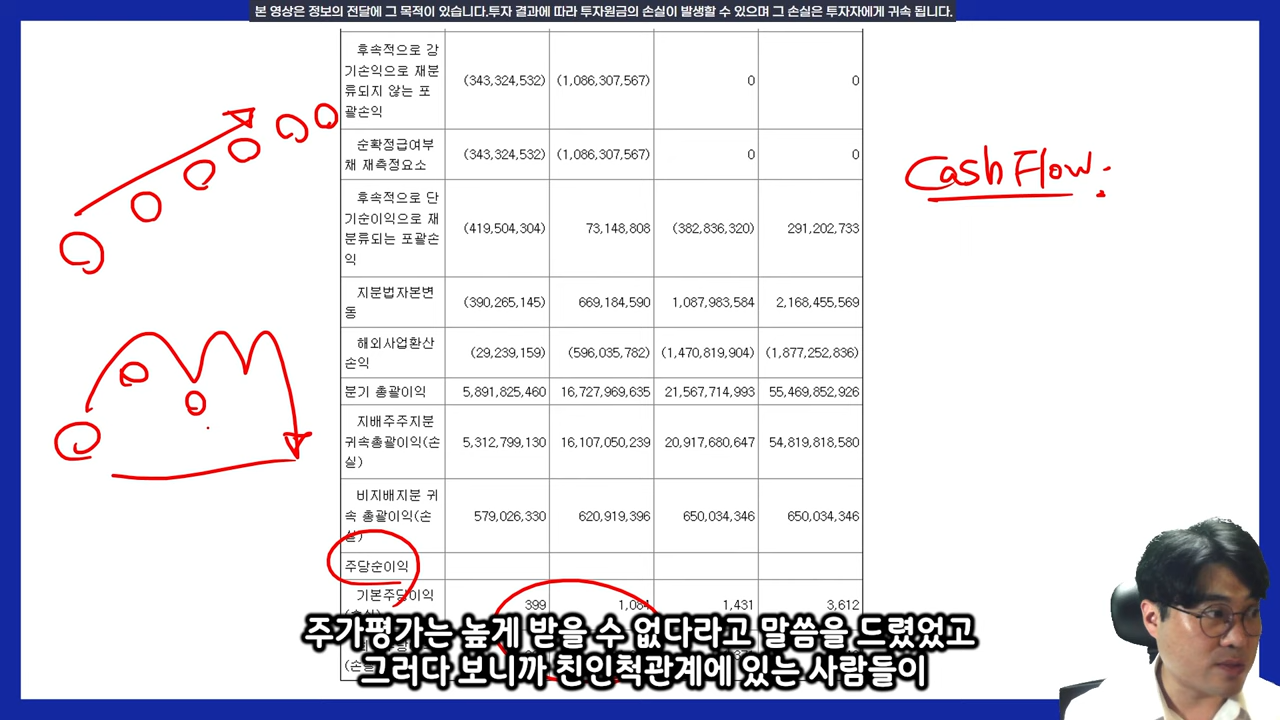 본 영상은 정보의 전달에 그 목적이 있습니다.투자 결과에 따라 투자원금의 손실이 발생할 수 있으며 그 손실은 투자자에게 귀속 됩니다.
후속적으로 강
기손익으로 재분
류되지 않는 포
괄손익
(343,324,532) (1,086,307,567) 0 0
순확정급여부
채 재측정요소
(343,324,532) (1,086,307,567) 0 0
Cash Flow
후속적으로 단
기순이익으로 재
분류되는 포괄손
익
(419,504,304) 73,148,808 (382,836,320) 291,202,733
지분법자본변
동
(390,265,145) 669,184,590 1,087,983,584 2,168,455,569
해외사업환산
손익
(29,239,159) (596,035,782) (1,470,819,904) (1,877,252,836)
분기 총괄이익 5,891,825,460 16,727,969,635 21,567,714,993 55,469,852,926
지배주주지분
귀속총괄이익(손
실)
5,312,799,130 16,107,050,239 20,917,680,647 54,819,818,580
비지배지분 귀
속 총괄이익(손
실)
579,026,330 620,919,396 650,034,346 650,034,346
주당순이익
기본주당이익
399 1,084 1,431 3,612
주가평가는 높게 받을 수 없다라고 말씀을 드렸었고
그러다 보니까 친인척관계에 있는 사람들이